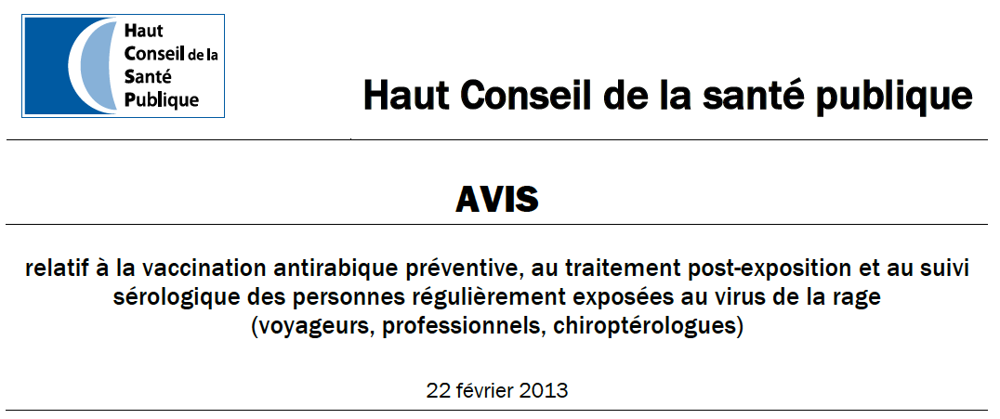 Haut
Conseil de la
Santé
Publique
Haut Conseil de la santé publique
AVIS
relatif à la vaccination antirabique préventive, au traitement post-exposition et au suivi
sérologique des personnes régulièrement exposées au virus de la rage
(voyageurs, professionnels, chiroptérologues)
22 février 2013